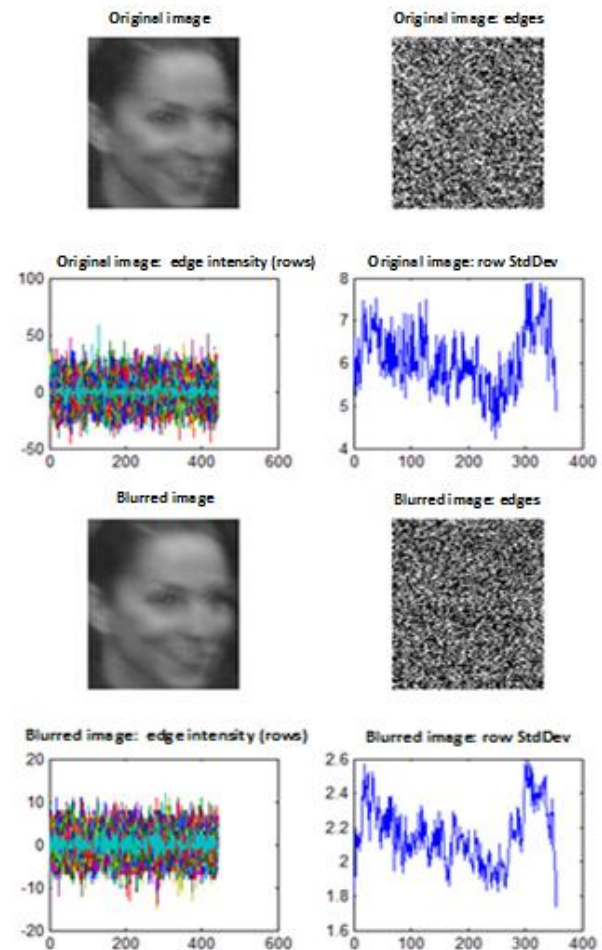 Original image
Original image: edges
Original image: edge intensity (rows)
Original image: row StdDev
100
50
0
-50
0 200 400 600
8
7
6
5
4
0 100 200 300 400
Blurred image
Blurred image: edges
Blurred image: edge intensity (rows)
Blurred image: row StdDev
20
10
0
-10
-20
0 200 400 600
2.6
2.4
2.2
2
1.8
1.6
0 100 200 300 400